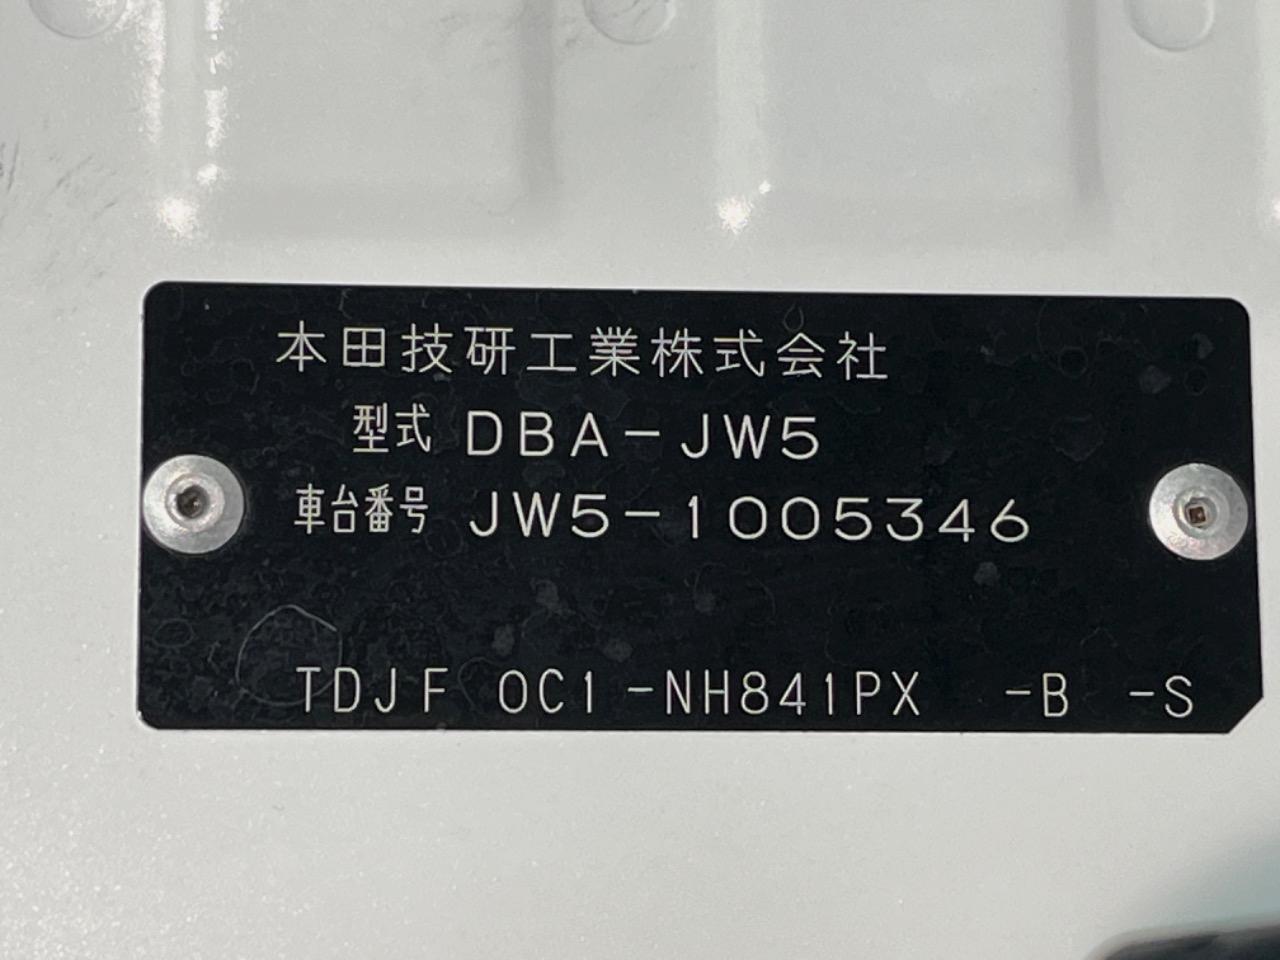 本田技研工業株式会社
型式 DBA-JW5
車台番号 JW5-1005346
TDJF 0C1 -NH841PX -B -S